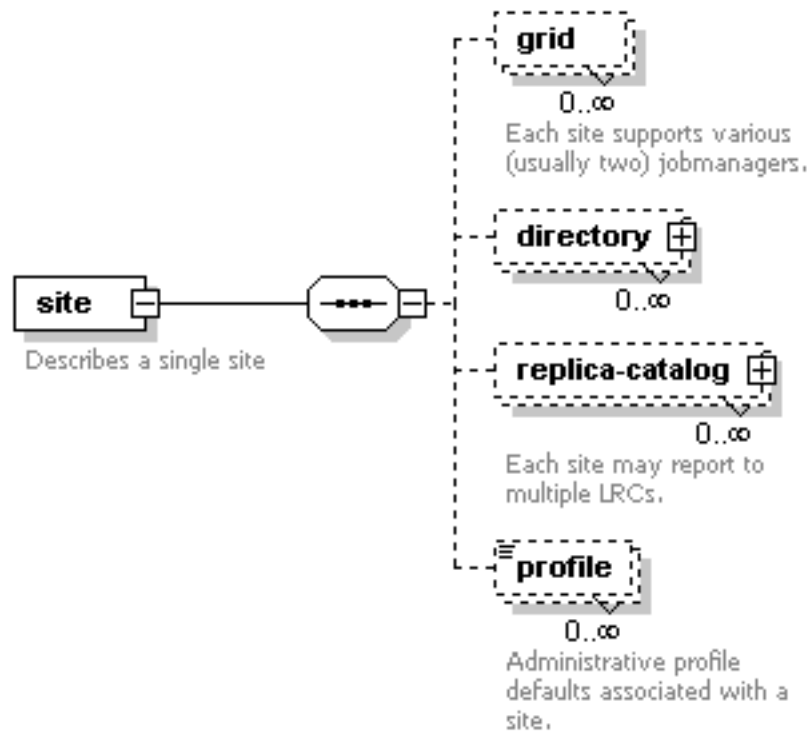 grid
0..∞
Each site supports various
(usually two) jobmanagers.
directory
0..∞
site
Describes a single site
replica-catalog
0..∞
Each site may report to
multiple LRCs.
profile
0..∞
Administrative profile
defaults associated with a
site.